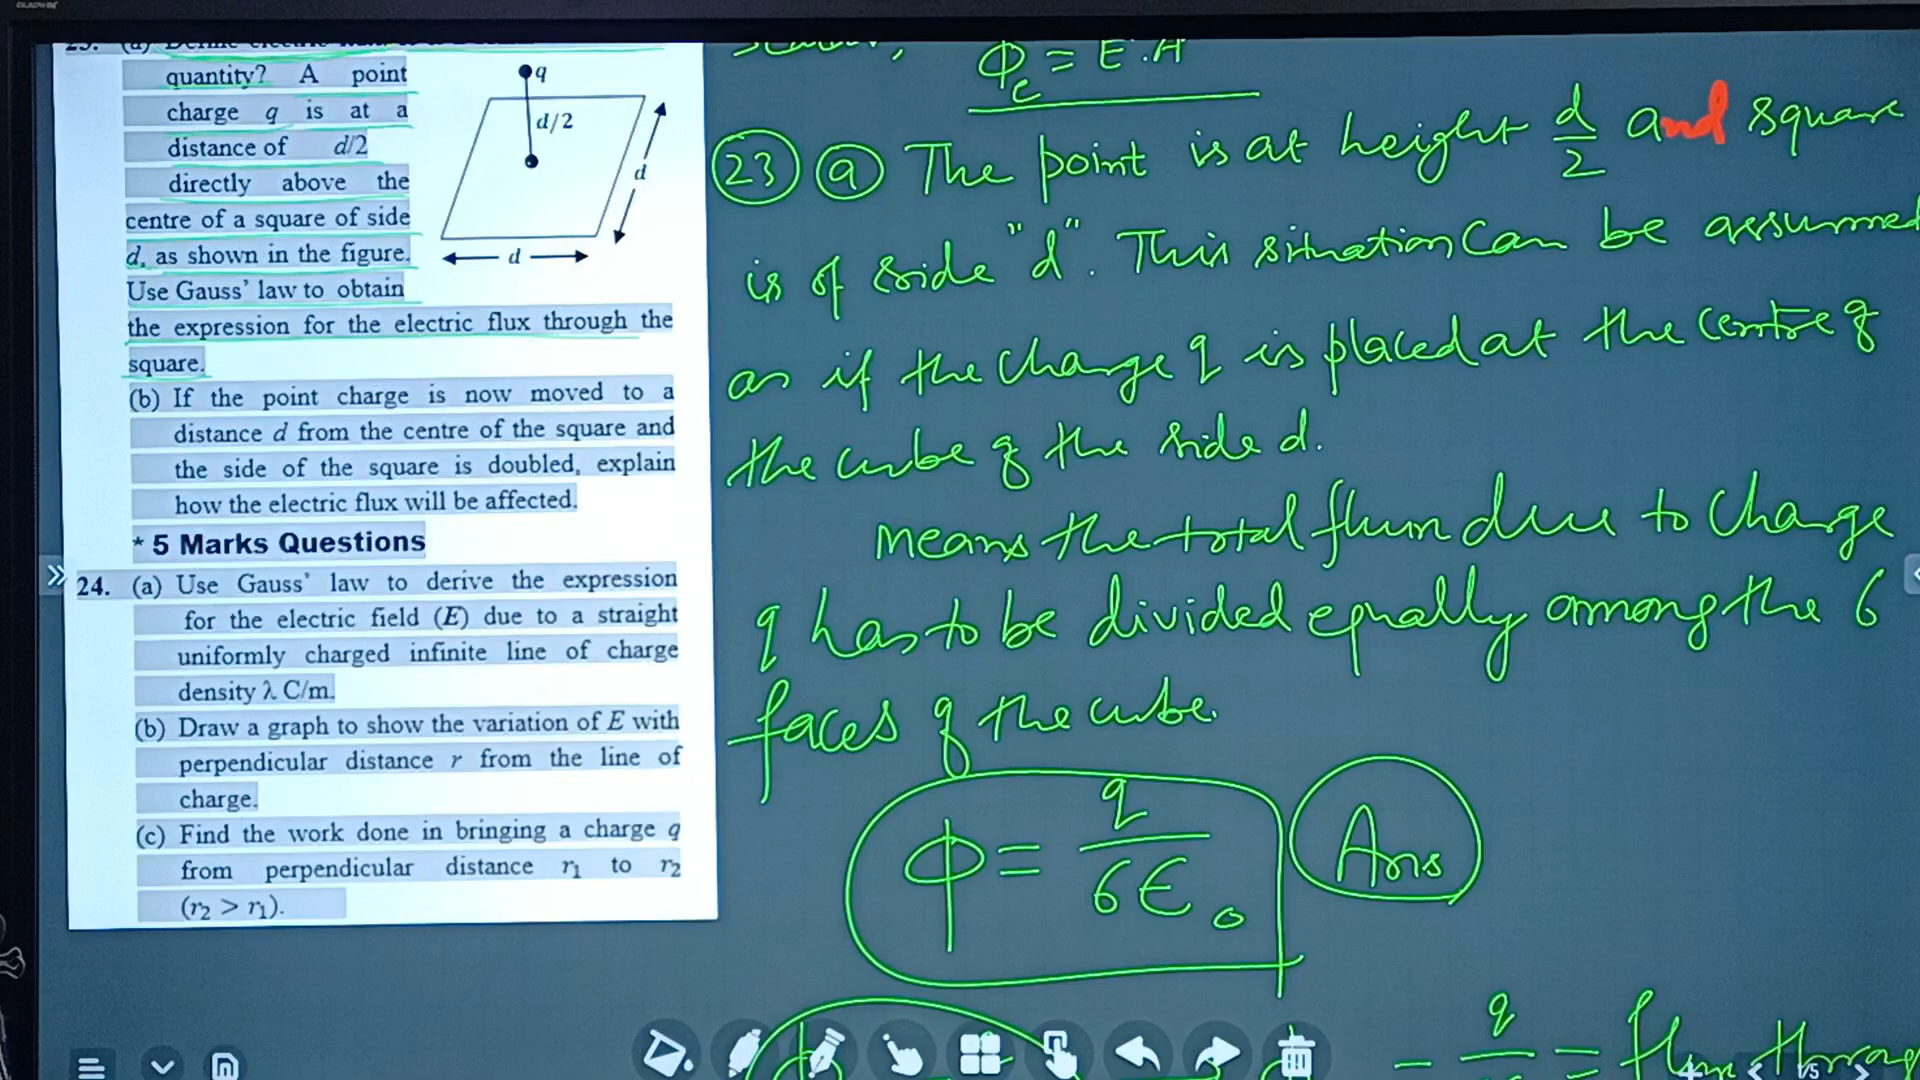 quantity? A point
charge q is at a
distance of d/2
directly above the
centre of a square of side
d, as shown in the figure.
Use Gauss' law to obtain
the expression for the electric flux through the
square.
q
d/2
d
d
(b) If the point charge is now moved to a
distance d from the centre of the square and
the side of the square is doubled, explain
how the electric flux will be affected.
* 5 Marks Questions
24. (a) Use Gauss' law to derive the expression
for the electric field (E) due to a straight
uniformly charged infinite line of charge
density λ C/m.
(b) Draw a graph to show the variation of E with
perpendicular distance r from the line of
charge.
(c) Find the work done in bringing a charge q
from perpendicular distance r₁ to r₂
(r₂ > r₁).
Φe = E.A
23 a The point is at height d/2 and square
is of side "d". This situation can be assumed
as if the charge q is placed at the centre of
the cube of the side d.
means the total flux due to charge
q has to be divided equally among the 6
faces of the cube.
Φ = q/6ϵ₀ Ans
1/5